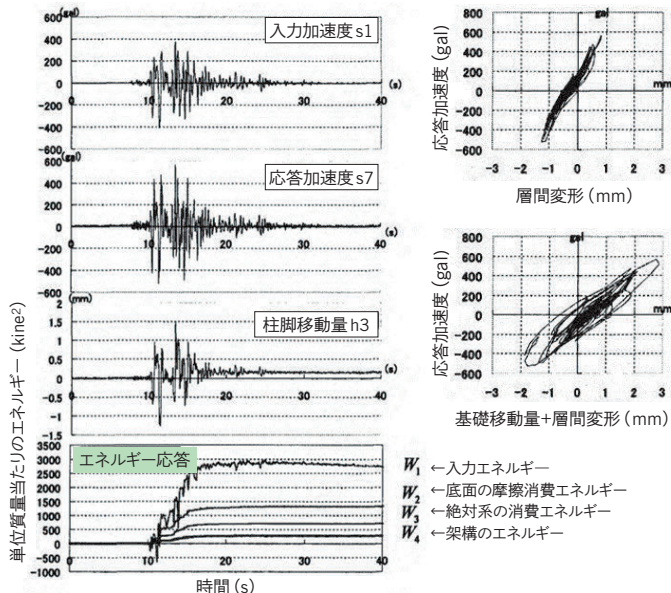 (gal)
600
400
200
0
-200
-400
-600
0
10
20
30
40
(s)
入力加速度s1
(gal)
600
400
200
0
-200
-400
-600
0
10
20
30
40
(s)
応答加速度s7
(mm)
2
1.5
1
0.5
0
-0.5
-1
-1.5
0
10
20
30
40
(s)
柱脚移動量h3
エネルギー応答
3500
3000
2500
2000
1500
1000
500
0
-500
-1000
0
10
20
30
40
単位質量当たりのエネルギー(kine²)
時間(s)
W₁ ←入力エネルギー
W₂ ←底面の摩擦消費エネルギー
W₃ ←絶対系の消費エネルギー
W₄ ←架構のエネルギー
gal
800
600
400
200
0
-200
-400
-600
-3 -2 -1 0 1 2 3
mm
応答加速度(gal)
層間変形(mm)
gal
800
600
400
200
0
-200
-400
-600
-3 -2 -1 0 1 2 3
mm
応答加速度(gal)
基礎移動量+層間変形(mm)